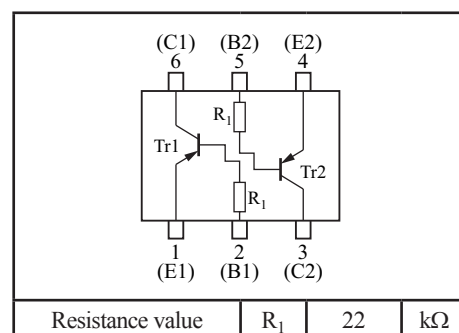 (C1) (B2) (E2)
6 5 4
R1
Tr1
Tr2
R1
1 2 3
(E1) (B1) (C2)
Resistance value R1 22 kΩ